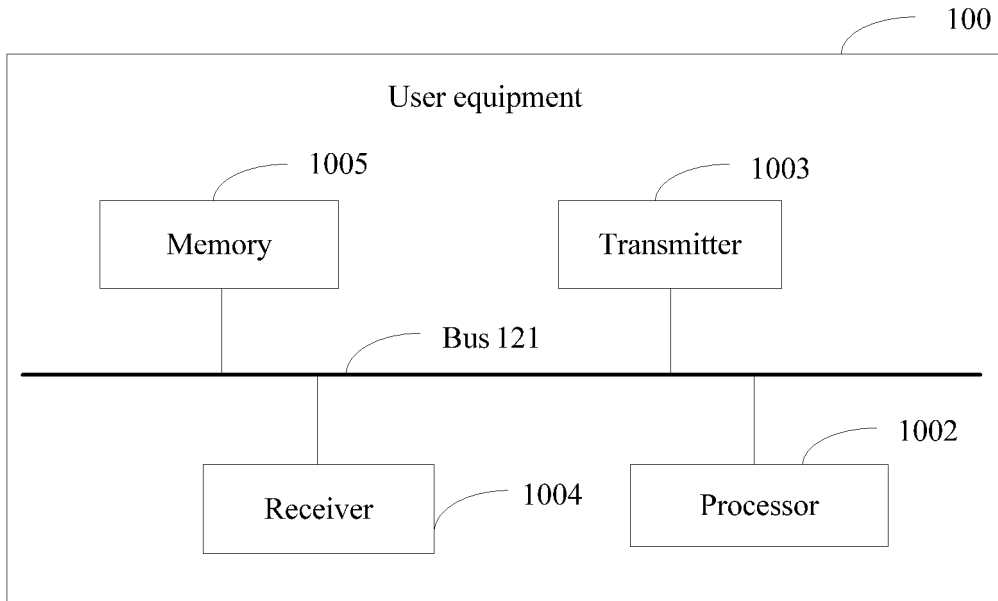 100
User equipment
1005
1003
Memory
Transmitter
Bus 121
1002
Receiver
1004
Processor